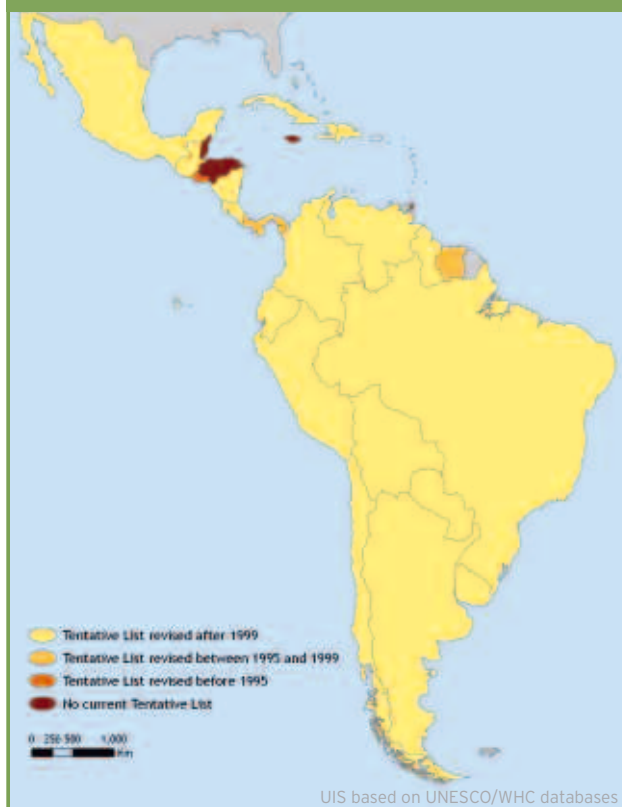 Tentative List revised after 1999
Tentative List revised between 1995 and 1999
Tentative List revised before 1995
No current Tentative List
0 250 500 1,000
Km
UIS based on UNESCO/WHC databases